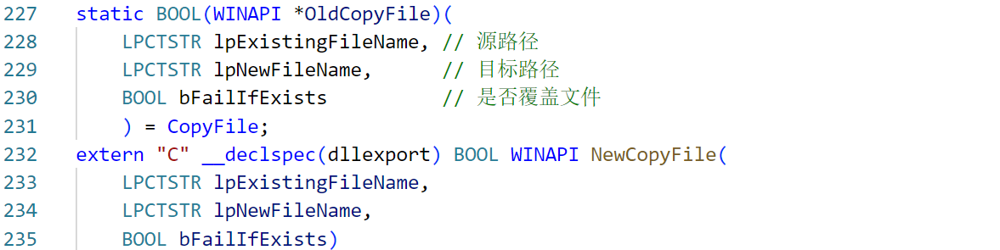 227 static BOOL(WINAPI *OldCopyFile)(
228     LPCTSTR lpExistingFileName, // 源路径
229     LPCTSTR lpNewFileName,      // 目标路径
230     BOOL bFailIfExists          // 是否覆盖文件
231     ) = CopyFile;
232 extern "C" __declspec(dllexport) BOOL WINAPI NewCopyFile(
233     LPCTSTR lpExistingFileName,
234     LPCTSTR lpNewFileName,
235     BOOL bFailIfExists)